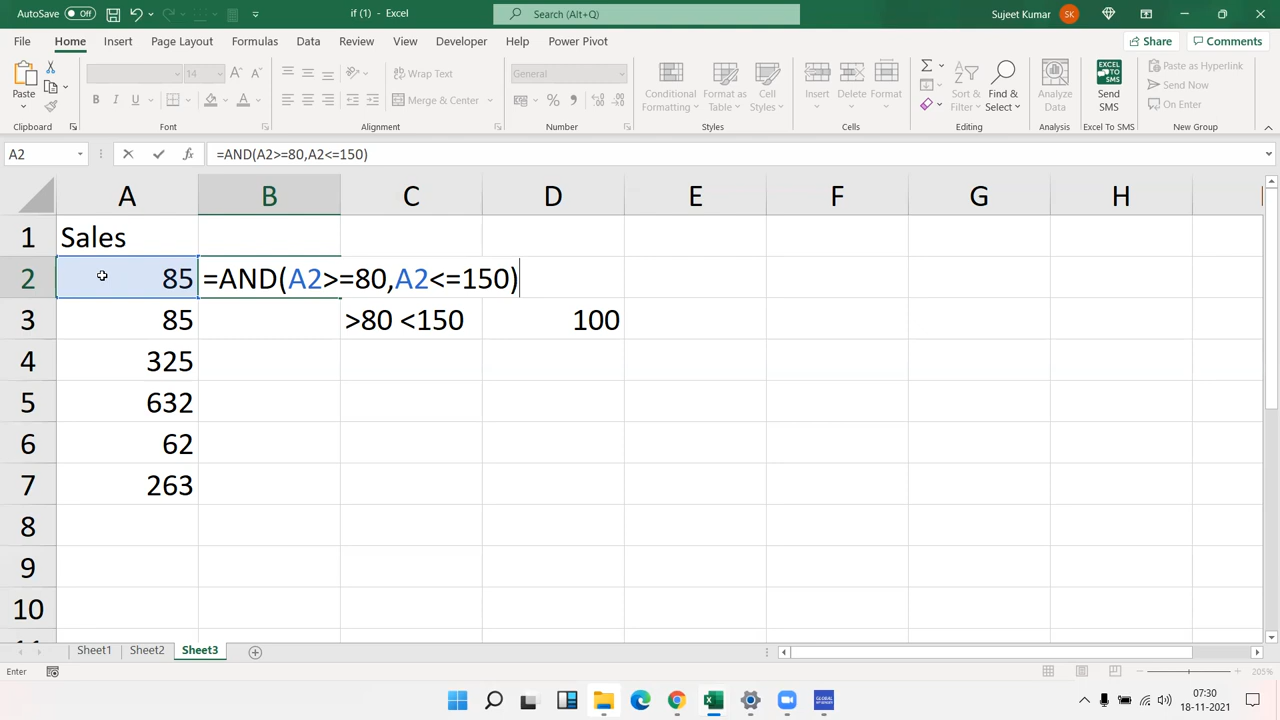 AutoSave Off if (1) - Excel Search (Alt+Q) Sujeet Kumar SK
File Home Insert Page Layout Formulas Data Review View Developer Help Power Pivot Share Comments
Paste 14 Wrap Text General Conditional Formatting Format as Table Cell Styles Insert Delete Format Sort & Filter Find & Select Analyze Data Send SMS Paste as Hyperlink
Merge & Center Send Now
On Enter
Clipboard Font Alignment Number Styles Cells Editing Analysis Excel To SMS New Group
A2 =AND(A2>=80,A2<=150)
A B C D E F G H
1 Sales
2 85 =AND(A2>=80,A2<=150)
3 85 >80 <150 100
4 325
5 632
6 62
7 263
8
9
10
Sheet1 Sheet2 Sheet3
Enter 205%
07:30
18-11-2021